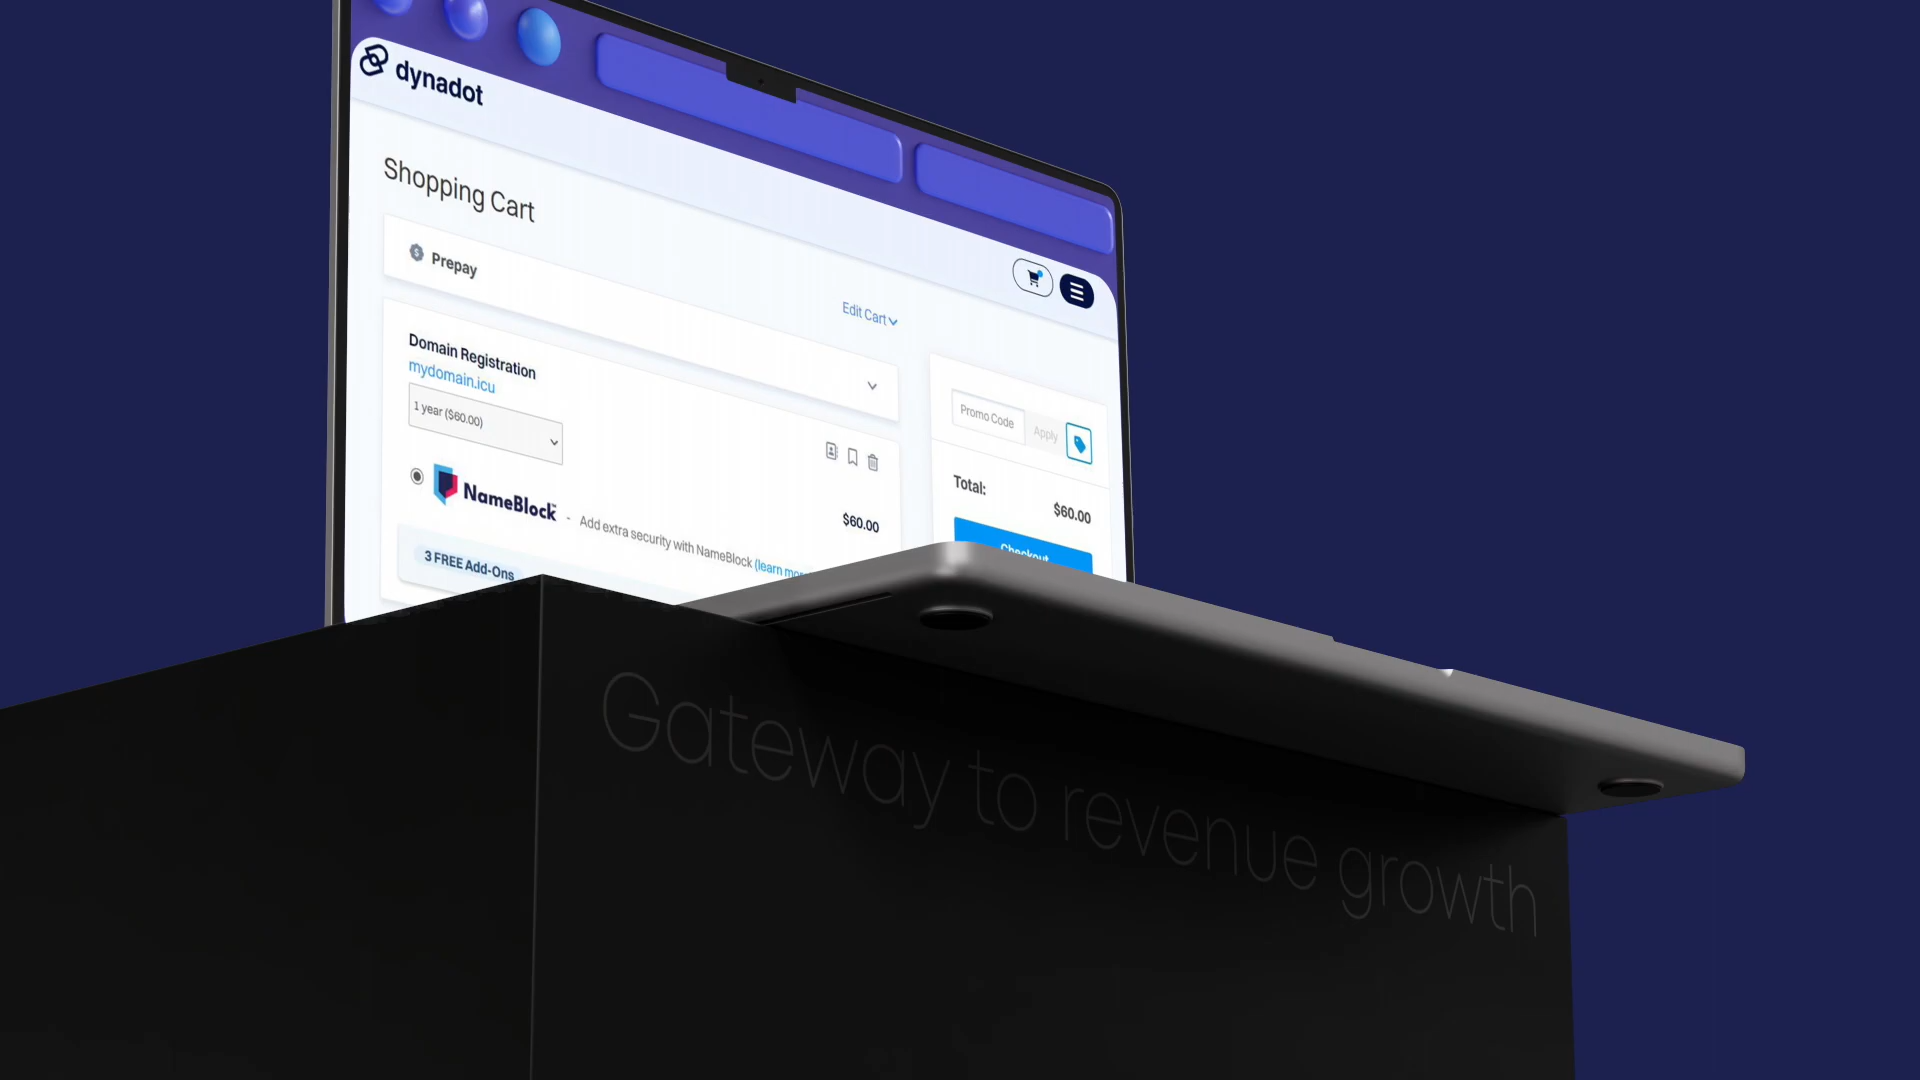 dynadot
Shopping Cart
Prepay
Edit Cart
Domain Registration
mydomain.icu
1 year ($60.00)
Promo Code
Apply
Total:
$60.00
Checkout
NameBlock
- Add extra security with NameBlock (learn
$60.00
3 FREE Add-Ons
Gateway to revenue growth